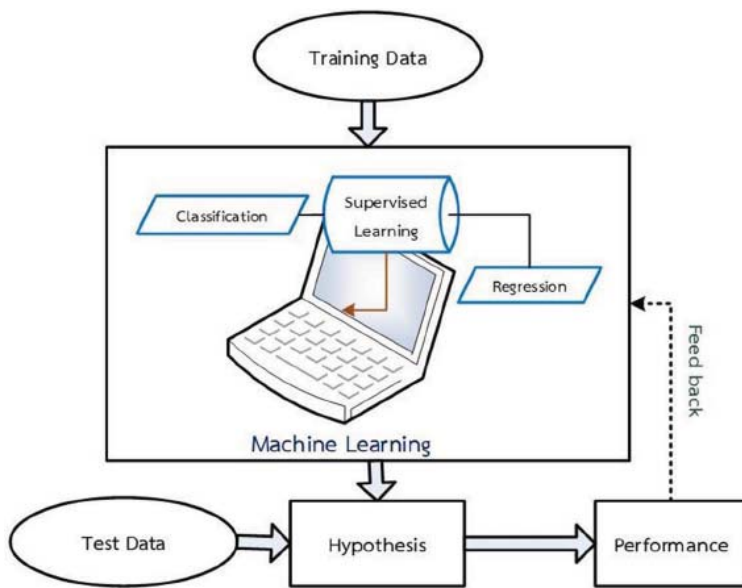 Training Data
Supervised
Learning
Classification
Regression
Feed back
Machine Learning
Test Data
Hypothesis
Performance